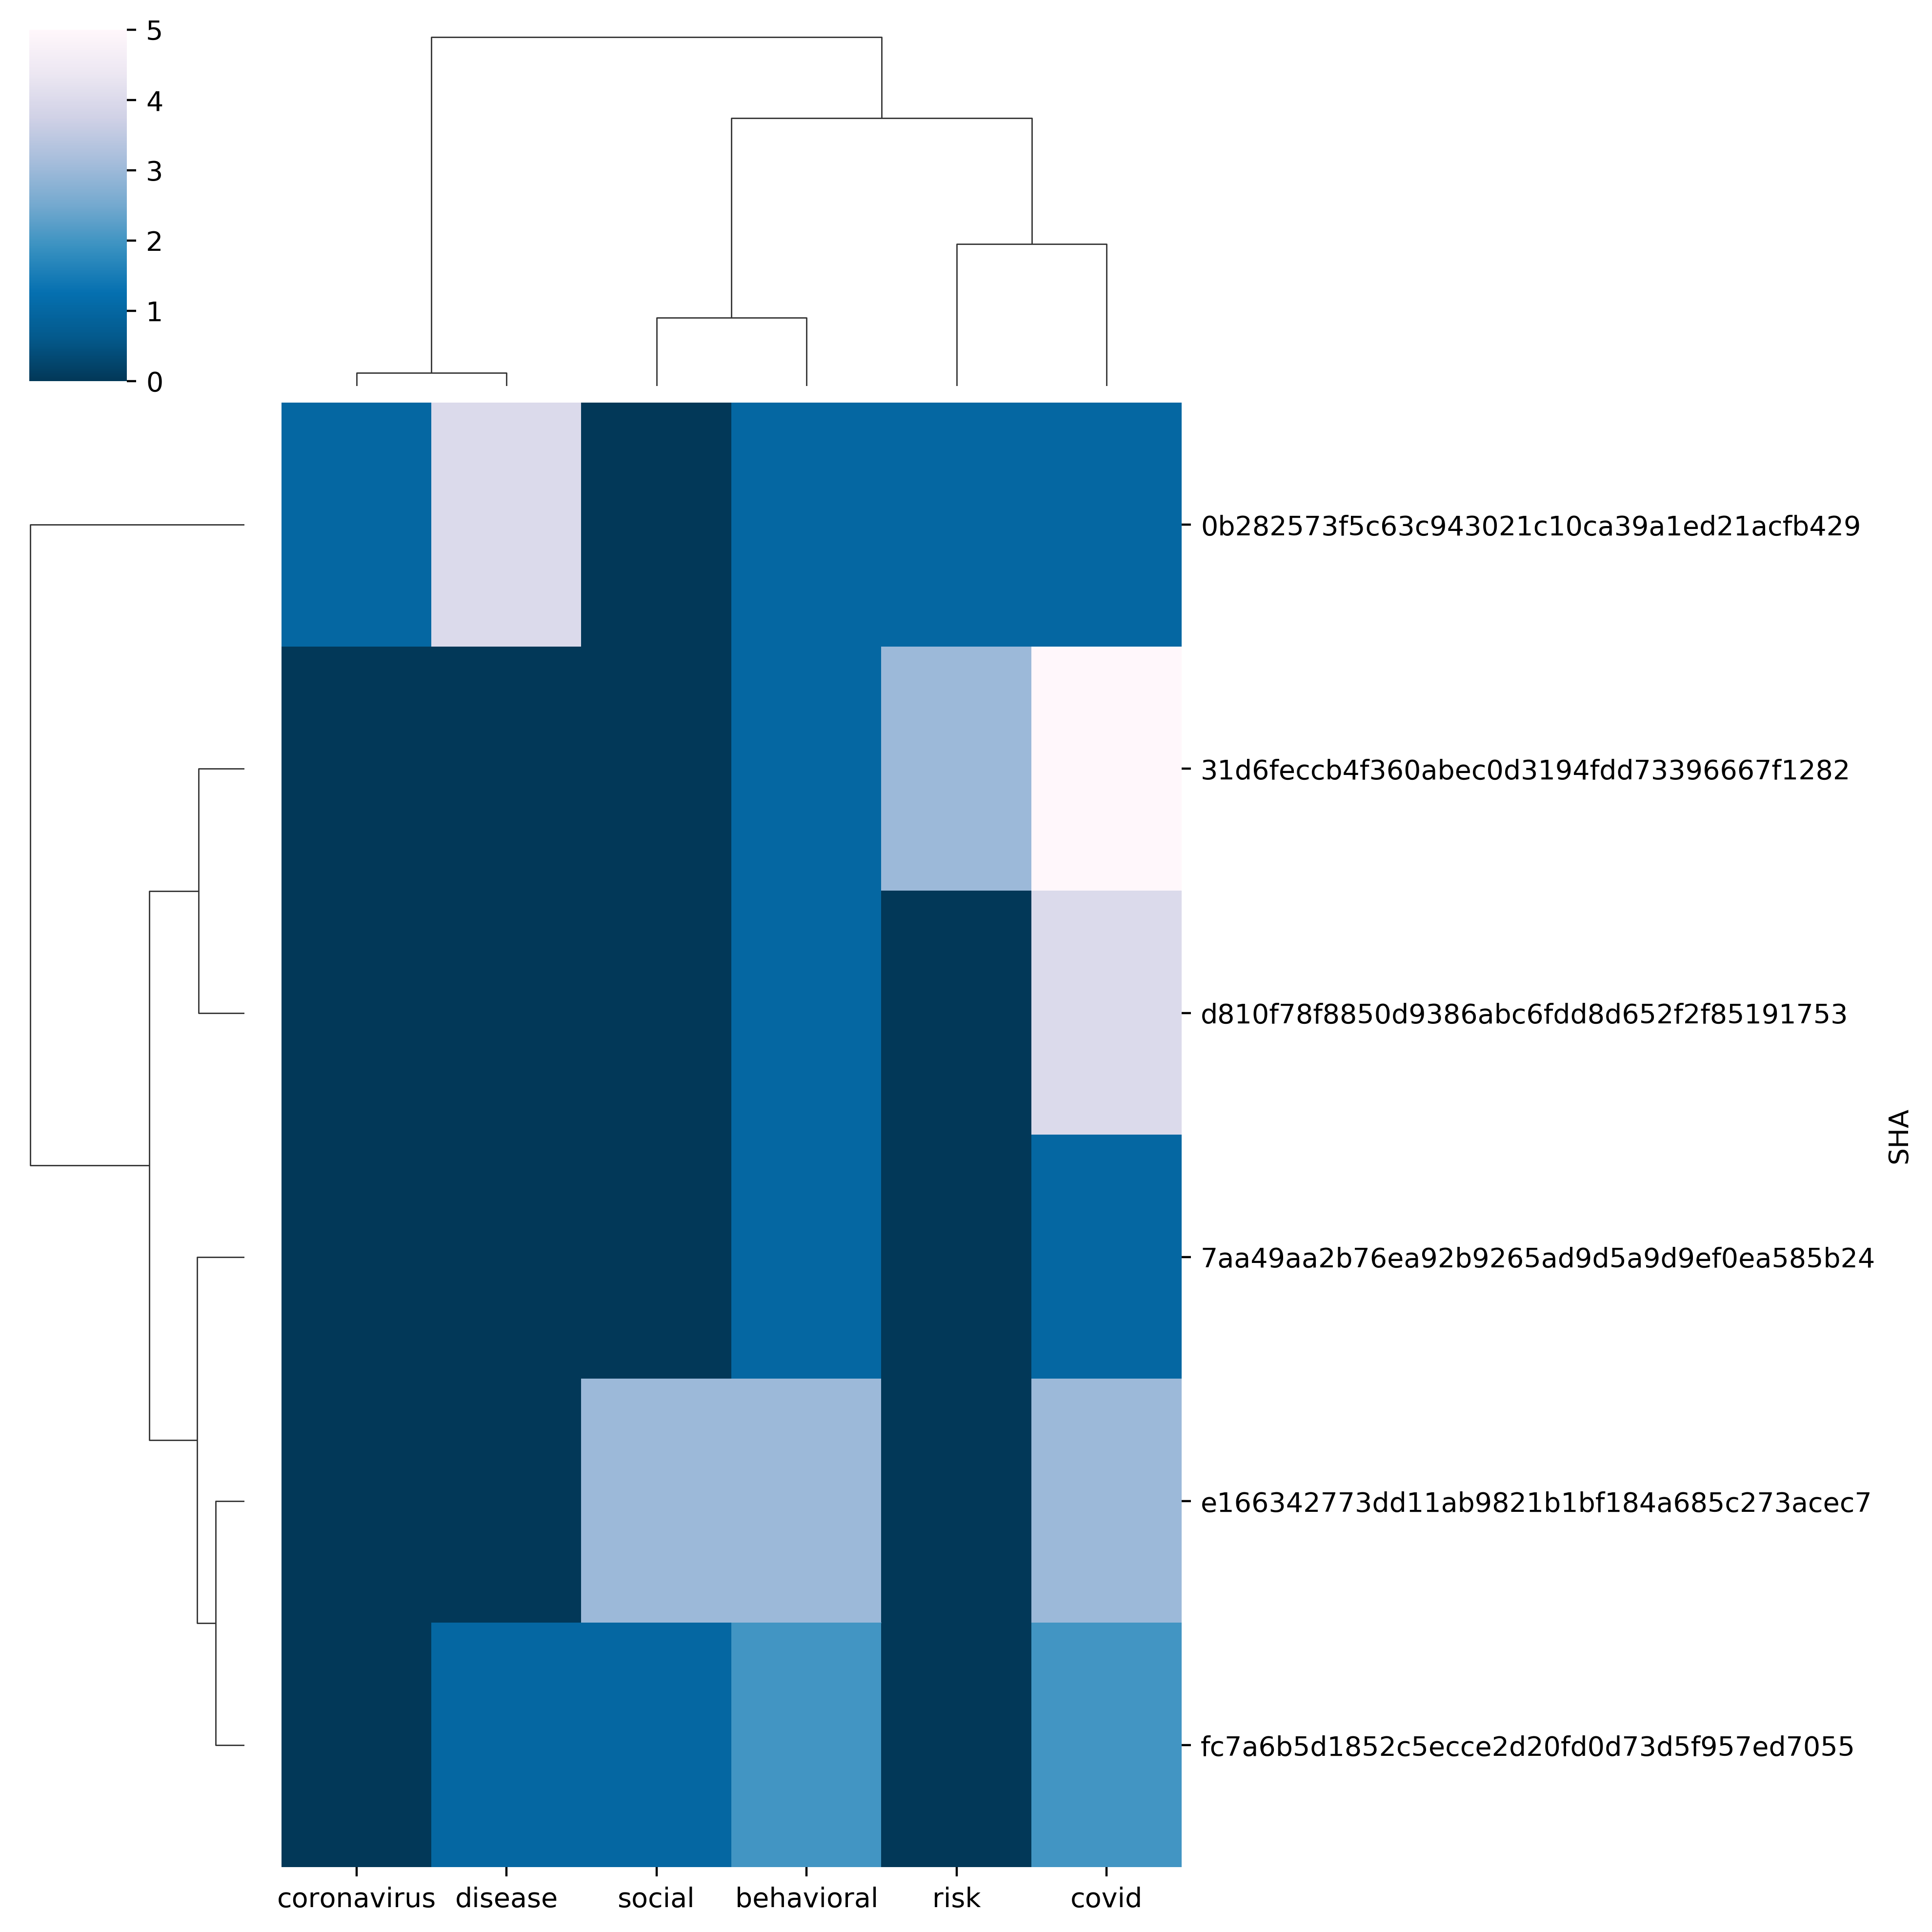 5
4
3
2
1
0
0b282573f5c63c943021c10ca39a1ed21acfb429
31d6feccb4f360abec0d3194fdd73396667f1282
d810f78f8850d9386abc6fdd8d652f2f85191753
SHA
7aa49aa2b76ea92b9265ad9d5a9d9ef0ea585b24
e166342773dd11ab9821b1bf184a685c273acec7
fc7a6b5d1852c5ecce2d20fd0d73d5f957ed7055
coronavirus disease social behavioral risk covid